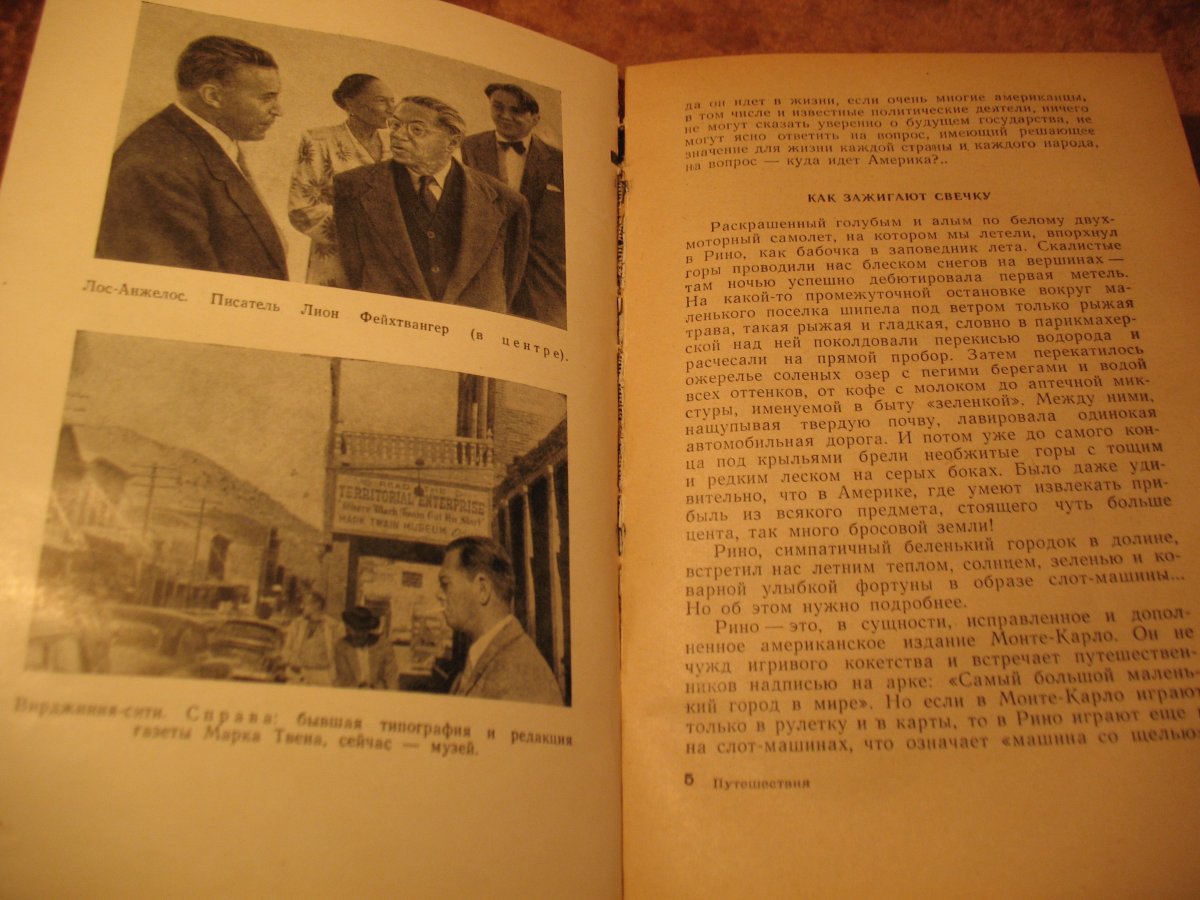 Лос-Анжелос. Писатель Лион Фейхтвангер (в центре).
TO READ THE
TERRITORIAL ENTERPRISE
Where Mark Twain Got His Start
MARK TWAIN MUSEUM
Вирджиния-сити. Справа: бывшая типография и редакция
газеты Марка Твена, сейчас — музей.
да он идет в жизни, если очень многие американцы,
в том числе и известные политические деятели, ничего
не могут сказать уверенно о будущем государства, не
могут ясно ответить на вопрос, имеющий решающее
значение для жизни каждой страны и каждого народа,
на вопрос — куда идет Америка?..
КАК ЗАЖИГАЮТ СВЕЧКУ
Раскрашенный голубым и алым по белому двух-
моторный самолет, на котором мы летели, впорхнул
в Рино, как бабочка в заповедник лета. Скалистые
горы проводили нас блеском снегов на вершинах —
там ночью успешно дебютировала первая метель.
На какой-то промежуточной остановке вокруг ма-
ленького поселка шипела под ветром только рыжая
трава, такая рыжая и гладкая, словно в парикмахер-
ской над ней поколдовали перекисью водорода и
расчесали на прямой пробор. Затем перекатилось
ожерелье соленых озер с пегими берегами и водой
всех оттенков, от кофе с молоком до аптечной мик-
стуры, именуемой в быту «зеленкой». Между ними,
нащупывая твердую почву, лавировала одинокая
автомобильная дорога. И потом уже до самого кон-
ца под крыльями брели необжитые горы с тощим
и редким леском на серых боках. Было даже уди-
вительно, что в Америке, где умеют извлекать при-
быль из всякого предмета, стоящего чуть больше
цента, так много бросовой земли!
Рино, симпатичный беленький городок в долине,
встретил нас летним теплом, солнцем, зеленью и ко-
варной улыбкой фортуны в образе слот-машины...
Но об этом нужно подробнее.
Рино — это, в сущности, исправленное и допол-
ненное американское издание Монте-Карло. Он не
чужд игривого кокетства и встречает путешествен-
ников надписью на арке: «Самый большой малень-
кий город в мире». Но если в Монте-Карло играют
только в рулетку и в карты, то в Рино играют еще и
на слот-машинах, что означает «машина со щелью».
5 Путешествия